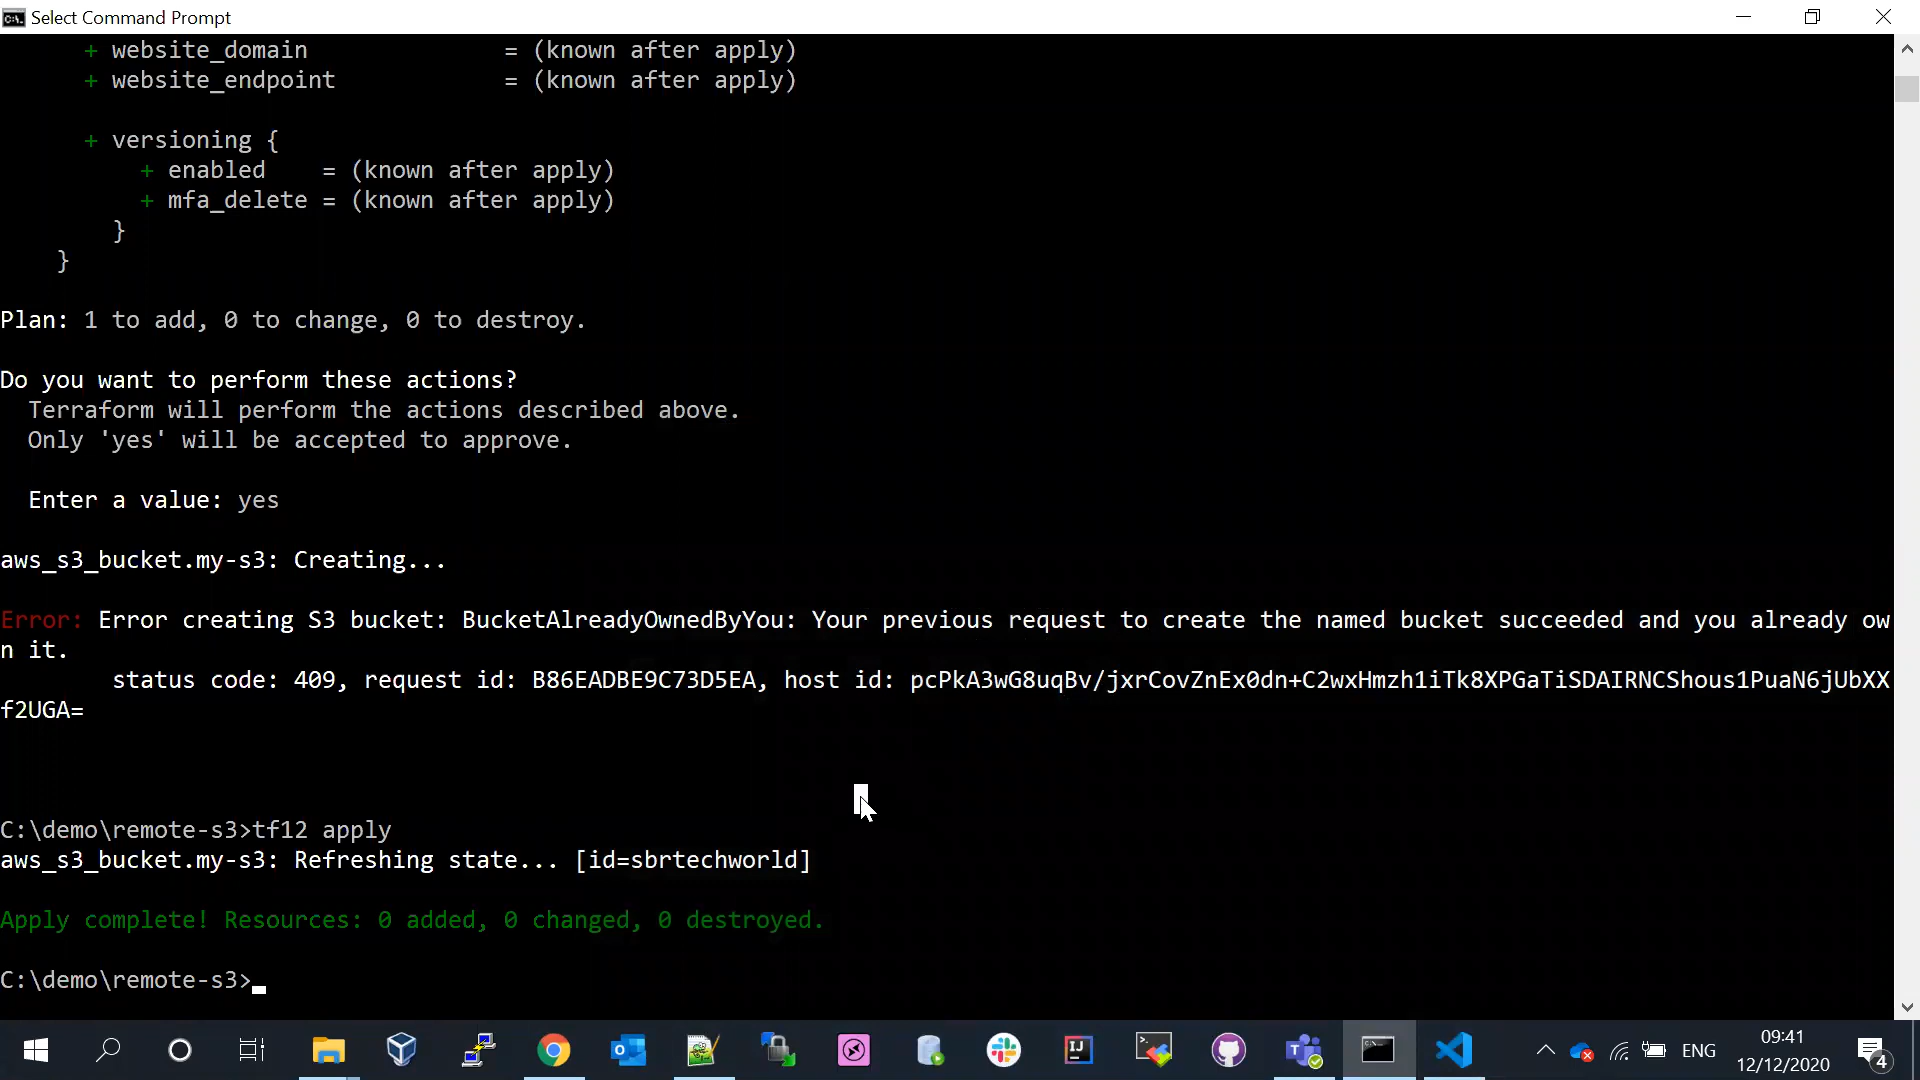 Select Command Prompt
+ website_domain = (known after apply)
+ website_endpoint = (known after apply)
+ versioning {
+ enabled = (known after apply)
+ mfa_delete = (known after apply)
}
}
Plan: 1 to add, 0 to change, 0 to destroy.
Do you want to perform these actions?
Terraform will perform the actions described above.
Only 'yes' will be accepted to approve.
Enter a value: yes
aws_s3_bucket.my-s3: Creating...
Error: Error creating S3 bucket: BucketAlreadyOwnedByYou: Your previous request to create the named bucket succeeded and you already ow
n it.
status code: 409, request id: B86EADBE9C73D5EA, host id: pcPkA3wG8uqBv/jxrCovZnEx0dn+C2wxHmzh1iTk8XPGaTiSDAIRNCShous1PuaN6jUbXX
f2UGA=
C:\demo\remote-s3>tf12 apply
aws_s3_bucket.my-s3: Refreshing state... [id=sbrtechworld]
Apply complete! Resources: 0 added, 0 changed, 0 destroyed.
C:\demo\remote-s3>
ENG
09:41
12/12/2020
4